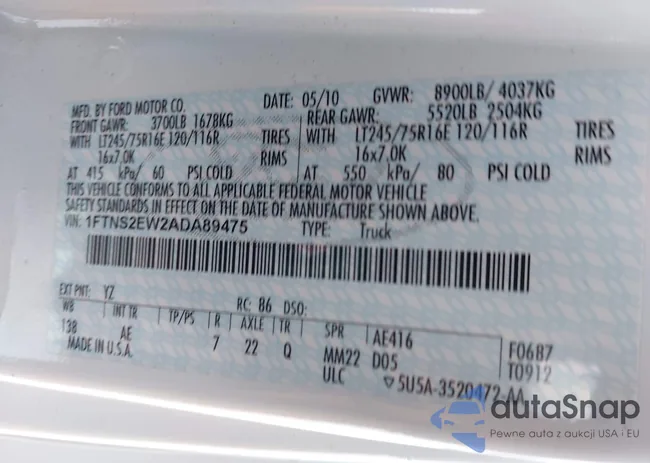 MFD. BY FORD MOTOR CO. DATE: 05/10 GVWR: 8900LB/ 4037KG
FRONT GAWR: 3700LB 1678KG REAR GAWR: 5520LB 2504KG
WITH LT245/75R16E 120/116R TIRES WITH LT245/75R16E 120/116R TIRES
16x7.0K RIMS 16x7.0K RIMS
AT 415 kPa/ 60 PSI COLD AT 550 kPa/ 80 PSI COLD
THIS VEHICLE CONFORMS TO ALL APPLICABLE FEDERAL MOTOR VEHICLE
SAFETY STANDARDS IN EFFECT ON THE DATE OF MANUFACTURE SHOWN ABOVE.
VIN: 1FTNS2EW2ADA89475 TYPE: Truck
EXT PNT: YZ RC: 86 DSO:
WB INT TR TP/PS R AXLE TR SPR AE416 F0687
138 AE 7 22 Q MM22 D05 T0912
MADE IN U.S.A. ULC 5U5A-3520472-AA
autaSnap
Pewne auta z aukcji USA i EU